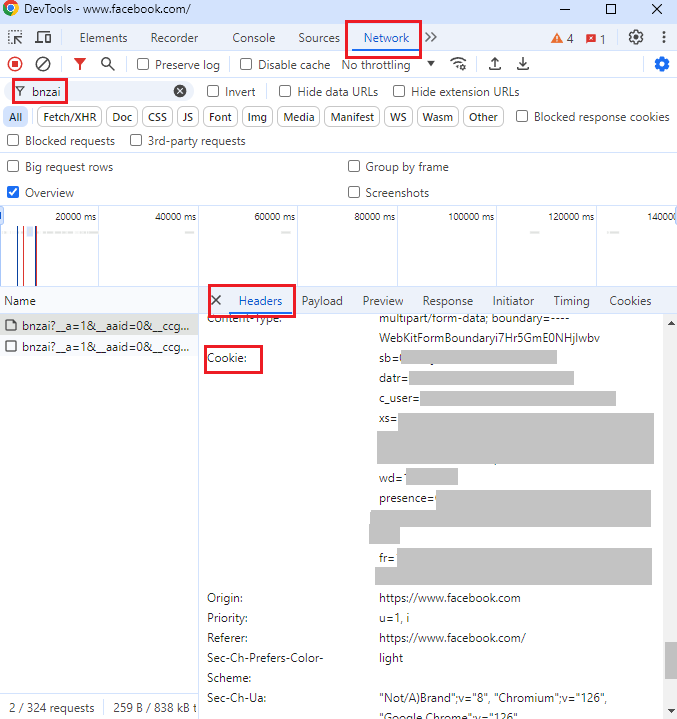 DevTools - www.facebook.com/
Elements Recorder Console Sources Network 4 1
Preserve log Disable cache No throttling
bnzai Invert Hide data URLs Hide extension URLs
All Fetch/XHR Doc CSS JS Font Img Media Manifest WS Wasm Other Blocked response cookies
Blocked requests 3rd-party requests
Big request rows Group by frame
Overview Screenshots
20000 ms 40000 ms 60000 ms 80000 ms 100000 ms 120000 ms 14000
Name Headers Payload Preview Response Initiator Timing Cookies
Content-Type: multipart/form-data; boundary=----
bnzai?__a=1&__aaid=0&__ccg...
WebKitFormBoundaryi7Hr5GmE0NHjlwbv
bnzai?__a=1&__aaid=0&__ccg...
Cookie: sb=
datr=
c_user=
xs=
wd=
presence=
fr=
Origin: https://www.facebook.com
Priority: u=1, i
Referer: https://www.facebook.com/
Sec-Ch-Prefers-Color- light
Scheme:
Sec-Ch-Ua: "Not/A)Brand";v="8", "Chromium";v="126",
"Google Chrome";v="126"
2 / 324 requests 259 B / 838 kB t